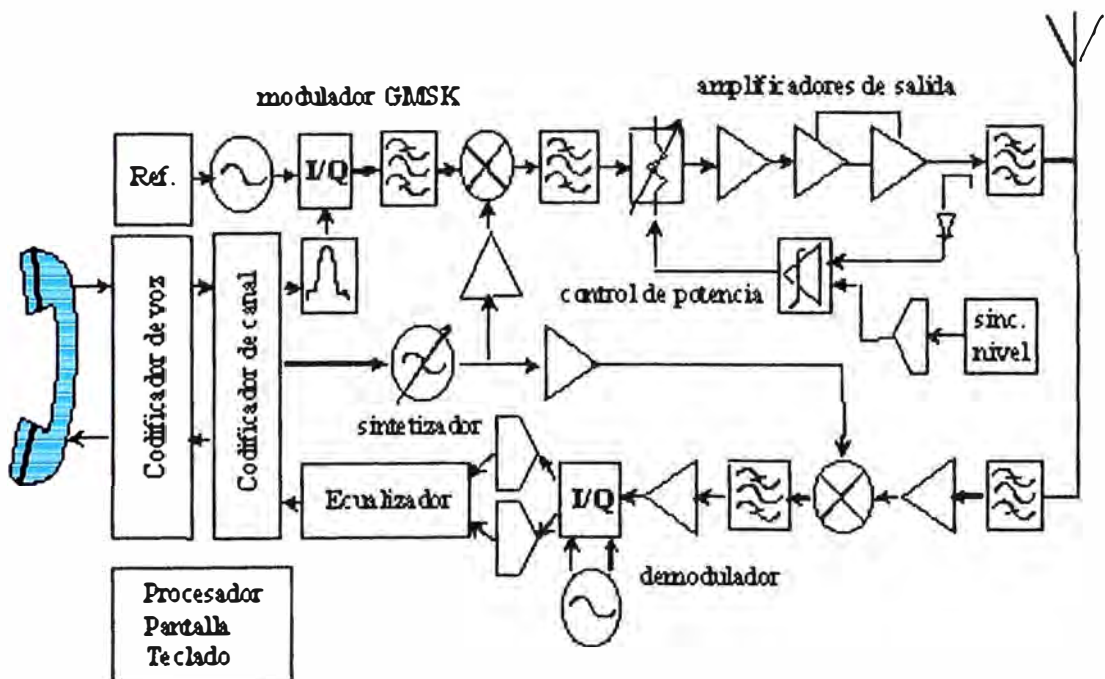 modulador GMSK
amplificadores de salida
Ref.
I/Q
Codificador de voz
Codificador de canal
control de potencia
sinc.
nivel
sintetizador
Ecualizador
I/Q
demodulador
Procesador
Pantalla
Teclado